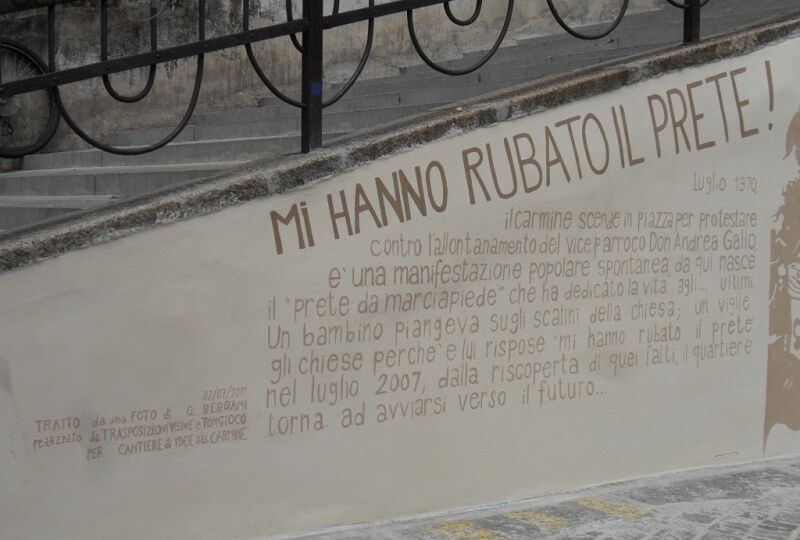 Mi HANNO RUBATO IL PRETE!
Luglio 1970
il carmine scende in piazza per protestare
contro l'allontanamento del vice parroco Don Andrea Gallo
e' una manifestazione popolare spontanea, da qui nasce
il "prete da marciapiede" che ha dedicato la vita agli... ultimi.
Un bambino piangeva sugli scalini della chiesa; un vigile
gli chiese perche' e lui rispose "mi hanno rubato il prete"
nel luglio 2007, dalla riscoperta di quei fatti, il quartiere
torna ad avviarsi verso il futuro...
02/07/2011
TRATTO da una FOTO di G. BERGAMI
realizzato da TRASPOSIZIONI VISIVE e TOMGIOCO
PER CANTIERE di IDEE DEL CARMINE